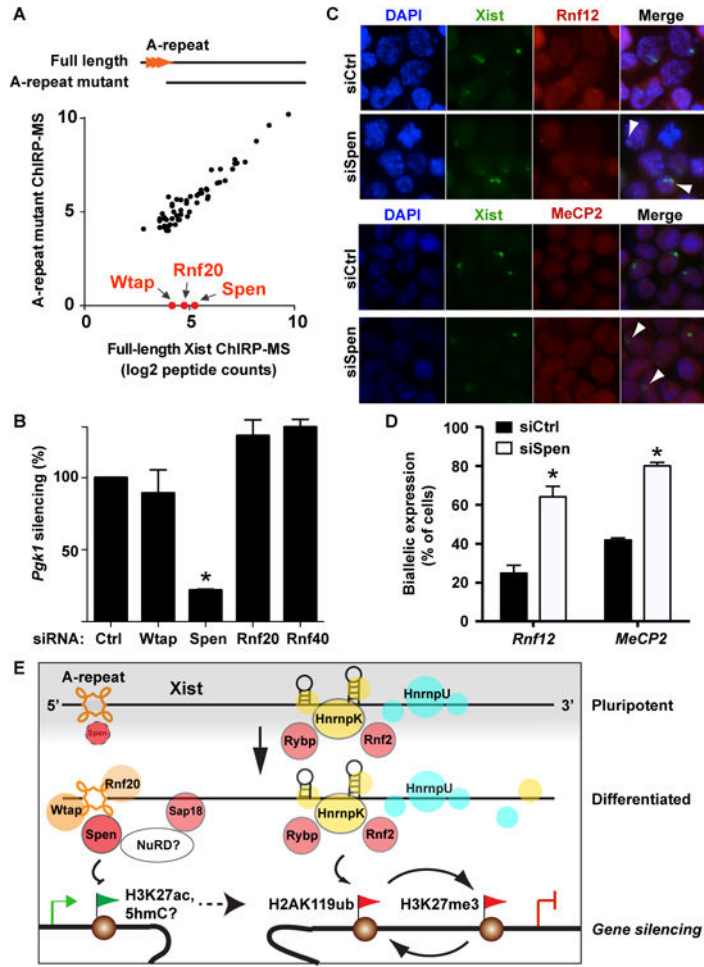 A
A-repeat
Full length
A-repeat mutant
A-repeat mutant ChIRP-MS
10
5
0
Wtap
Rnf20
Spen
0
5
10
Full-length Xist ChIRP-MS
(log2 peptide counts)
C
DAPI
Xist
Rnf12
Merge
siCtrl
siSpen
DAPI
Xist
MeCP2
Merge
siCtrl
siSpen
B
Pgk1 silencing (%)
100
50
*
siRNA:
Ctrl
Wtap
Spen
Rnf20
Rnf40
D
siCtrl
siSpen
Biallelic expression
(% of cells)
100
80
60
40
20
0
*
*
Rnf12
MeCP2
E
A-repeat
Xist
5'
3'
Spen
HnrnpK
HnrnpU
Rybp
Rnf2
Pluripotent
Rnf20
Wtap
Spen
Sap18
NuRD?
HnrnpK
HnrnpU
Rybp
Rnf2
Differentiated
H3K27ac,
5hmC?
H2AK119ub
H3K27me3
Gene silencing